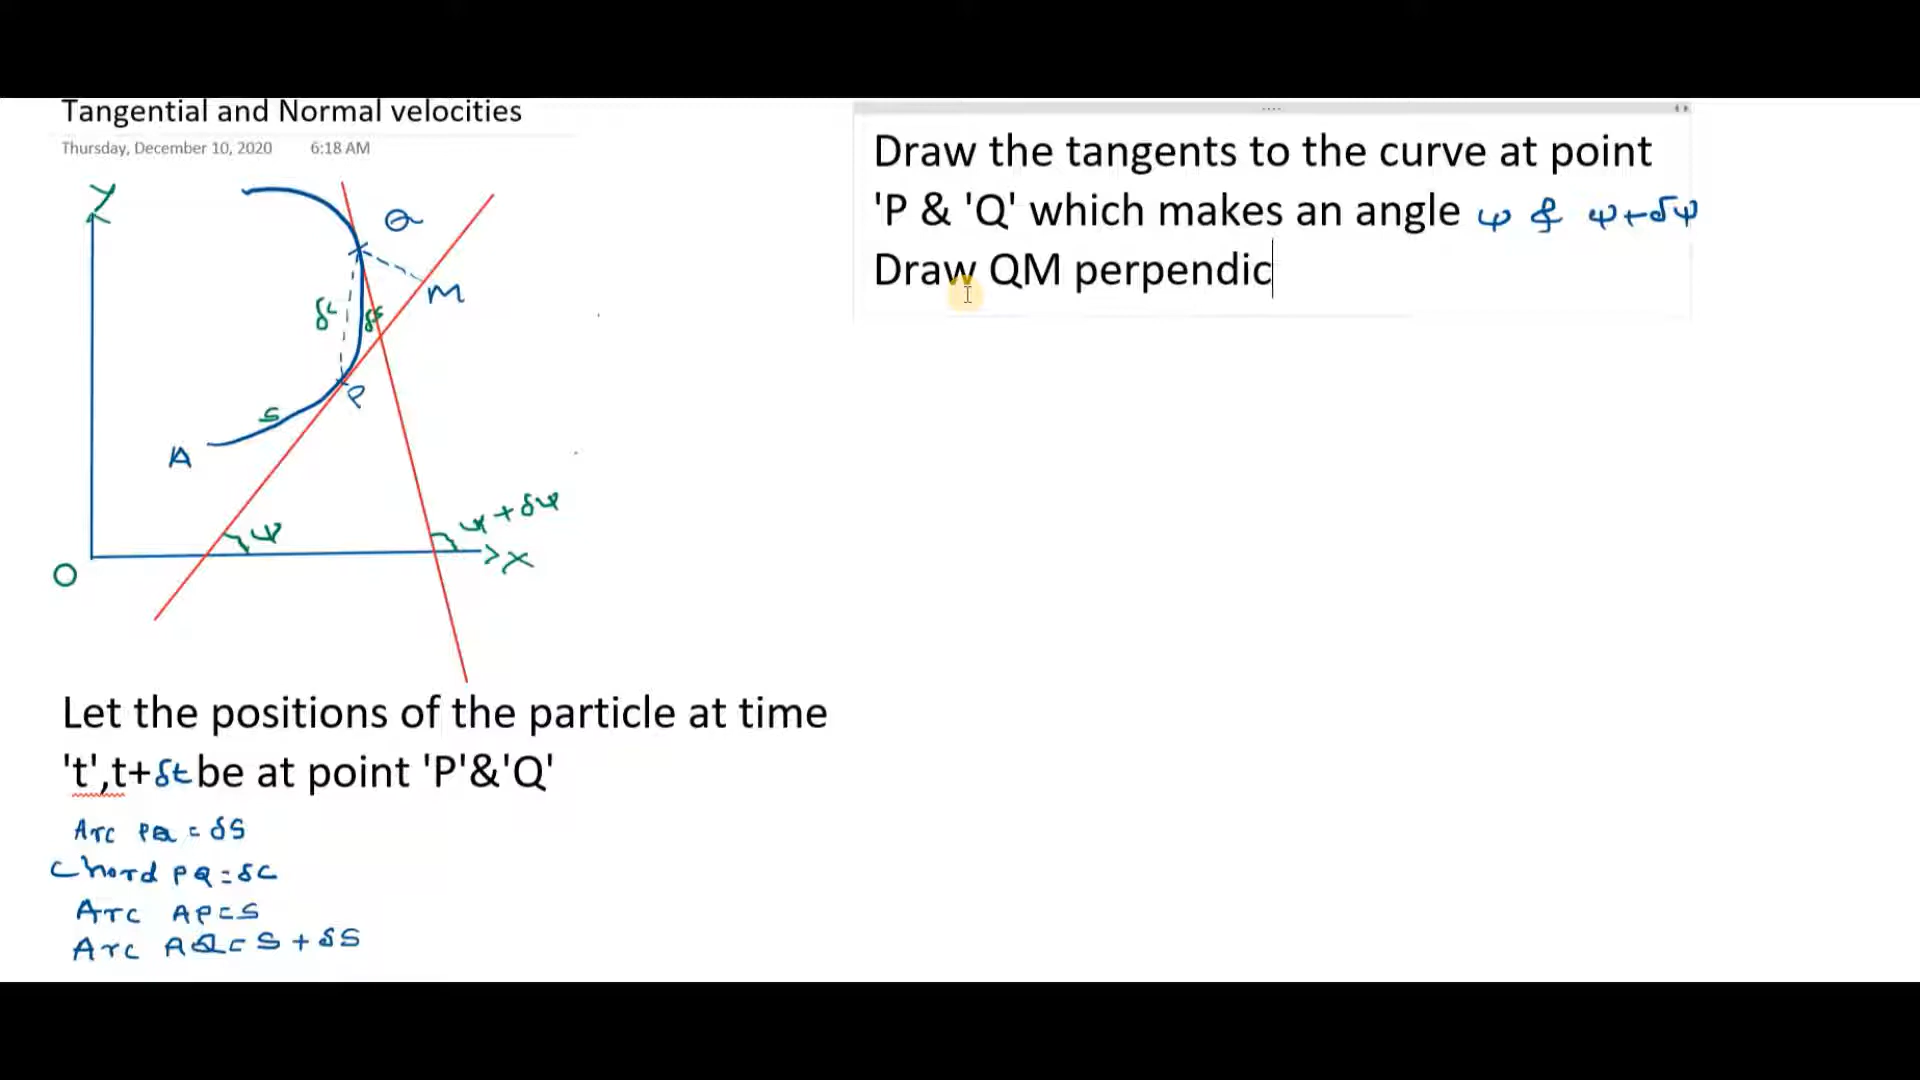 Tangential and Normal velocities
Thursday, December 10, 2020 6:18 AM
Y
Q
M
δc
δs
P
s
A
ψ
ψ+δψ
X
O
Let the positions of the particle at time
't',t+δt be at point 'P'&'Q'
Arc PQ = δS
Chord PQ = δC
Arc AP = S
Arc AQ = S + δS
Draw the tangents to the curve at point
'P & 'Q' which makes an angle ψ & ψ+δψ
Draw QM perpendic